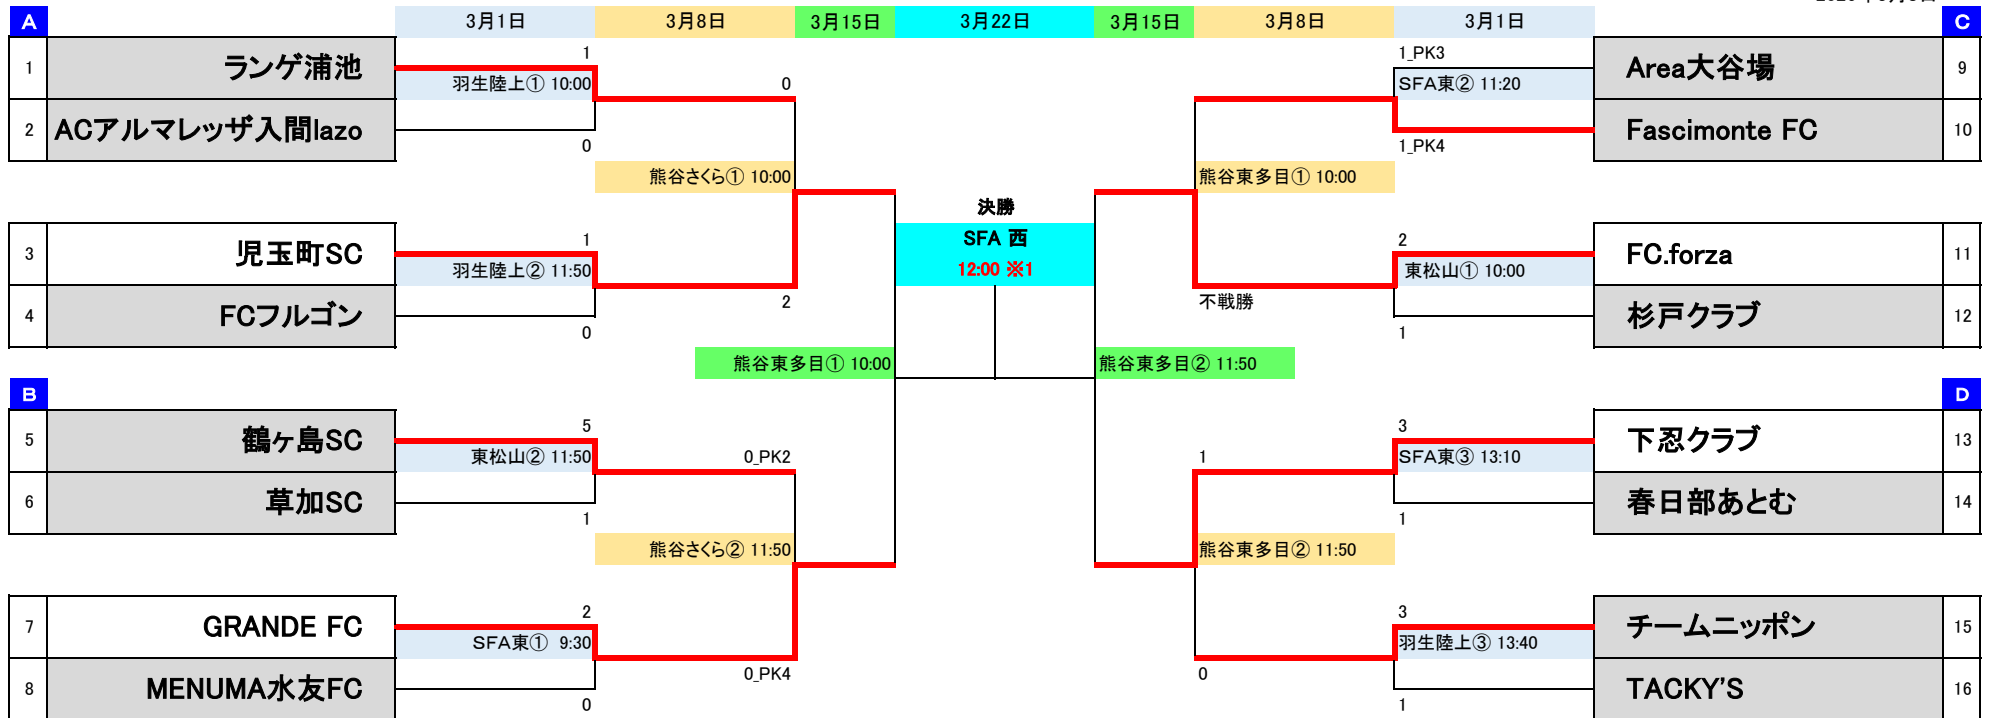 3月1日 3月8日 3月15日 3月22日 3月15日 3月8日 3月1日
A C
1 ランゲ浦池 1 1_PK3 Area大谷場 9
羽生陸上① 10:00 0 SFA東② 11:20
2 ACアルマレッザ入間lazo 0 1_PK4 Fascimonte FC 10
熊谷さくら① 10:00 熊谷東多目① 10:00
決勝
SFA 西
12:00 ※1
3 児玉町SC 1 2 FC.forza 11
羽生陸上② 11:50 東松山① 10:00
2 不戦勝
4 FCフルゴン 0 1 杉戸クラブ 12
熊谷東多目① 10:00 熊谷東多目② 11:50
B D
5 鶴ヶ島SC 5 3 下忍クラブ 13
東松山② 11:50 0_PK2 1 SFA東③ 13:10
6 草加SC 1 1 春日部あとむ 14
熊谷さくら② 11:50 熊谷東多目② 11:50
7 GRANDE FC 2 3 チームニッポン 15
SFA東① 9:30 羽生陸上③ 13:40
0_PK4 0
8 MENUMA水友FC 0 1 TACKY'S 16